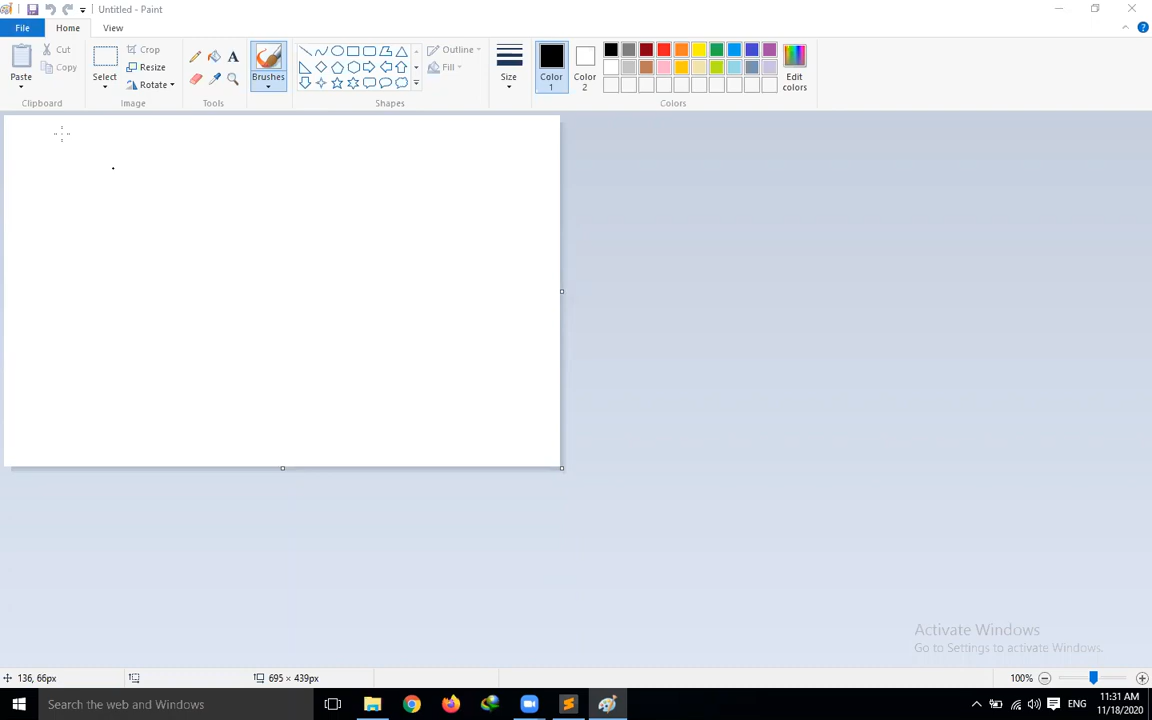 Untitled - Paint
File Home View
Paste
Cut
Copy
Clipboard
Select
Crop
Resize
Rotate
Image
A
Tools
Brushes
Outline
Fill
Shapes
Size
Color 1
Color 2
Edit colors
Colors
Activate Windows
Go to Settings to activate Windows.
136, 66px
695 × 439px
100%
Search the web and Windows
ENG
11:31 AM
11/18/2020